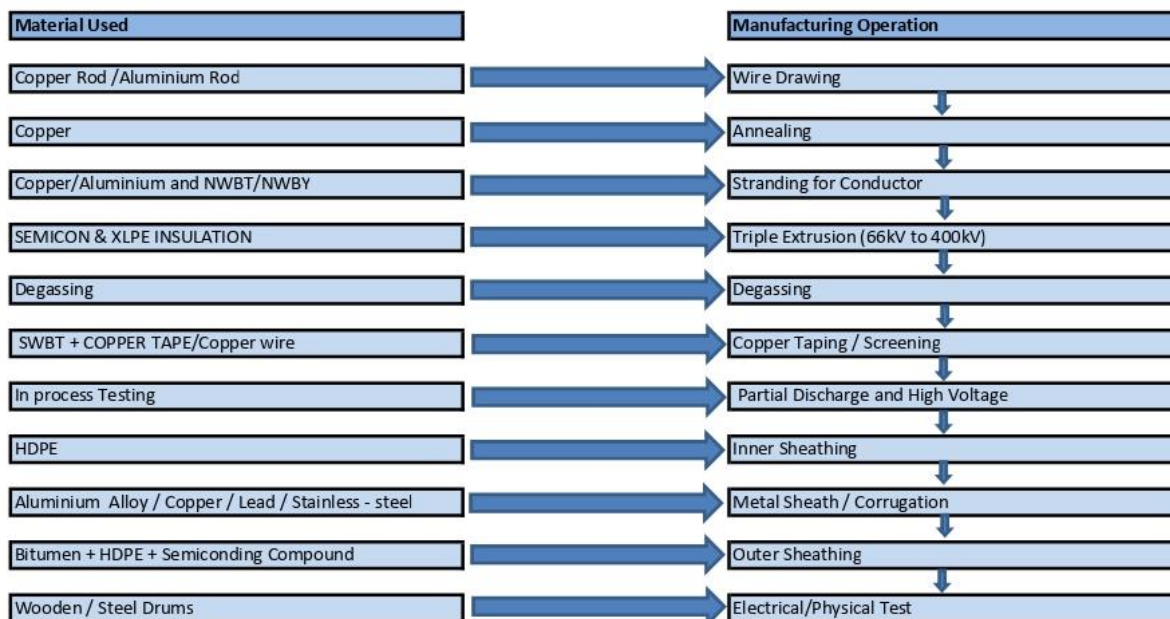 Material Used
Manufacturing Operation
Copper Rod /Aluminium Rod
Wire Drawing
Copper
Annealing
Copper/Aluminium and NWBT/NWBY
Stranding for Conductor
SEMICON & XLPE INSULATION
Triple Extrusion (66kV to 400kV)
Degassing
Degassing
SWBT + COPPER TAPE/Copper wire
Copper Taping / Screening
In process Testing
Partial Discharge and High Voltage
HDPE
Inner Sheathing
Aluminium Alloy / Copper / Lead / Stainless - steel
Metal Sheath / Corrugation
Bitumen + HDPE + Semiconding Compound
Outer Sheathing
Wooden / Steel Drums
Electrical/Physical Test